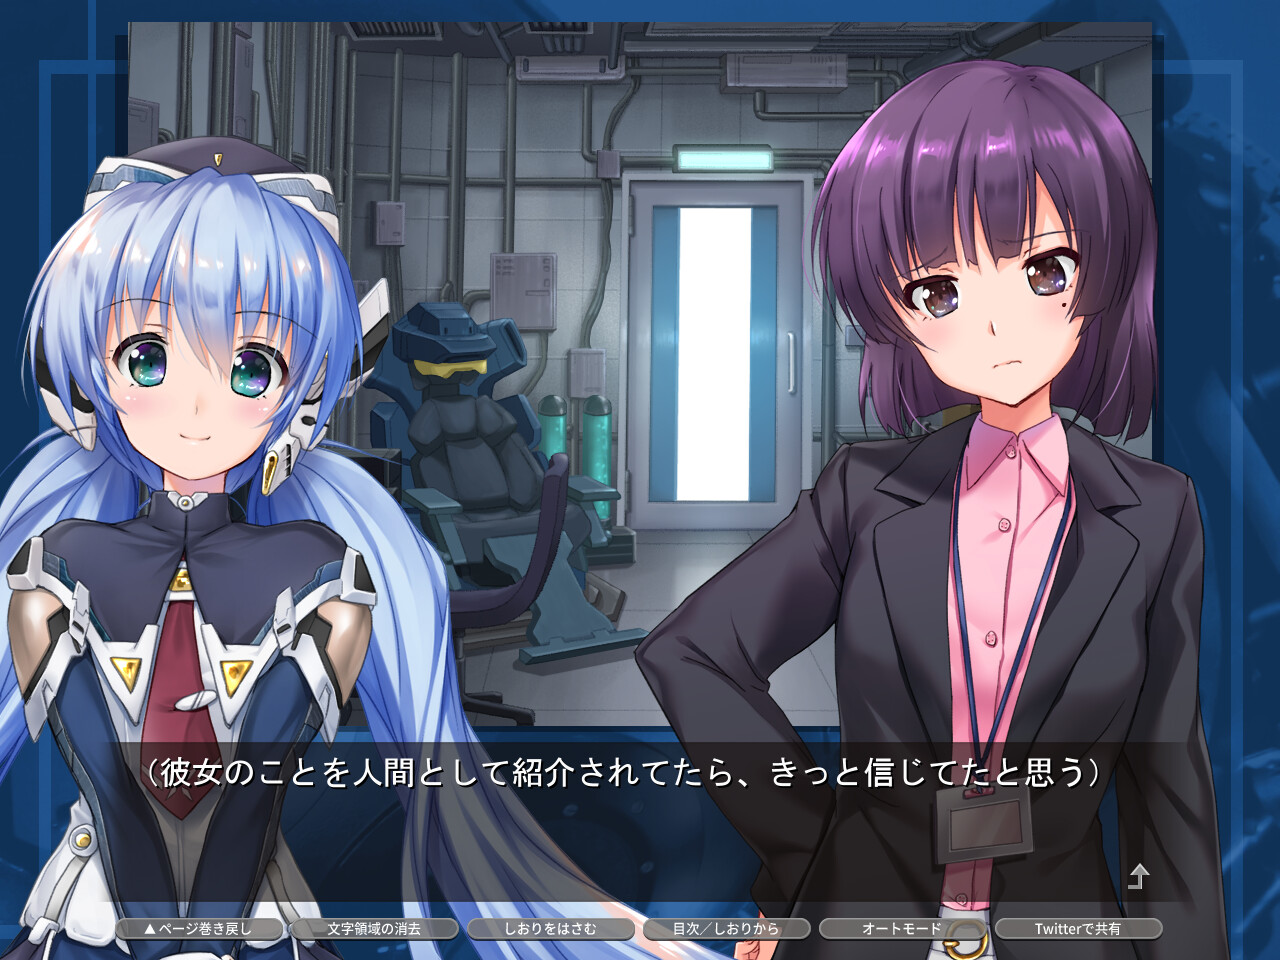 （彼女のことを人間として紹介されてたら、きっと信じてたと思う）
▲ページ巻き戻し
文字領域の消去
しおりをはさむ
目次／しおりから
オートモード
Twitterで共有